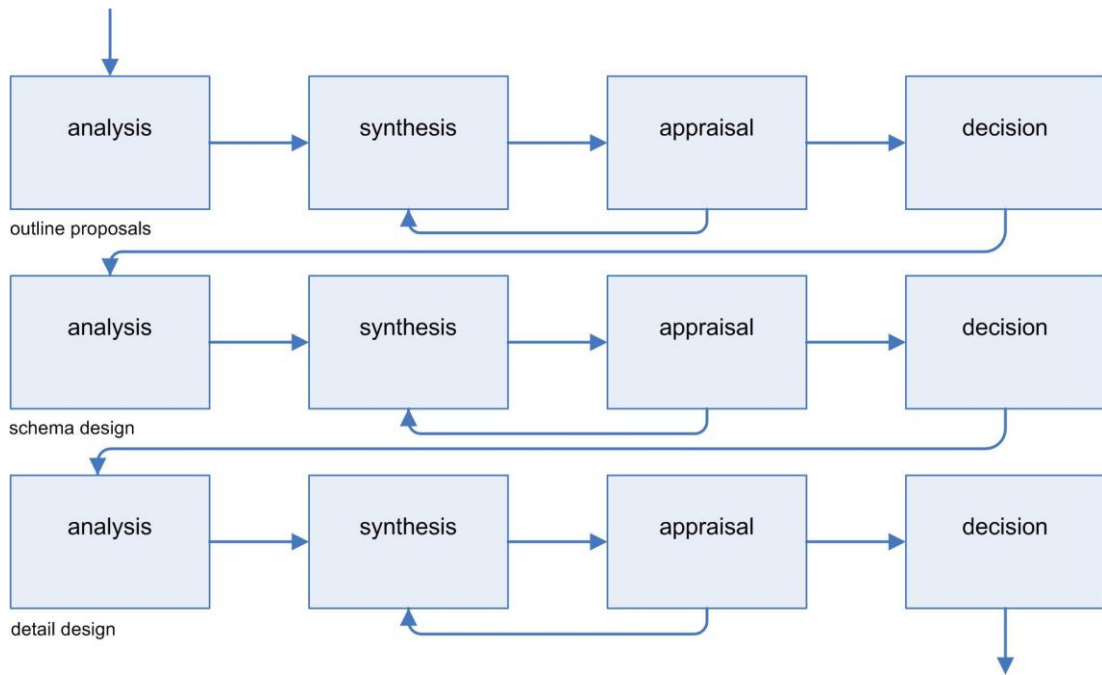 analysis
synthesis
appraisal
decision
outline proposals
analysis
synthesis
appraisal
decision
schema design
analysis
synthesis
appraisal
decision
detail design